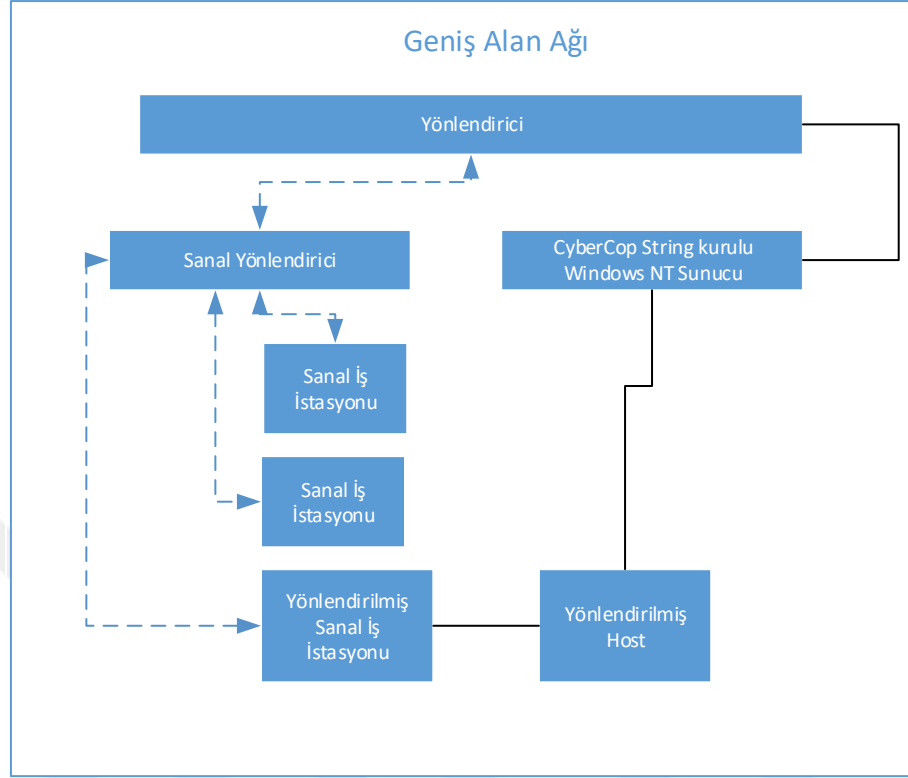 Geniş Alan Ağı
Yönlendirici
Sanal Yönlendirici
CyberCop String kurulu
Windows NT Sunucu
Sanal İş
İstasyonu
Sanal İş
İstasyonu
Yönlendirilmiş
Sanal İş
İstasyonu
Yönlendirilmiş
Host